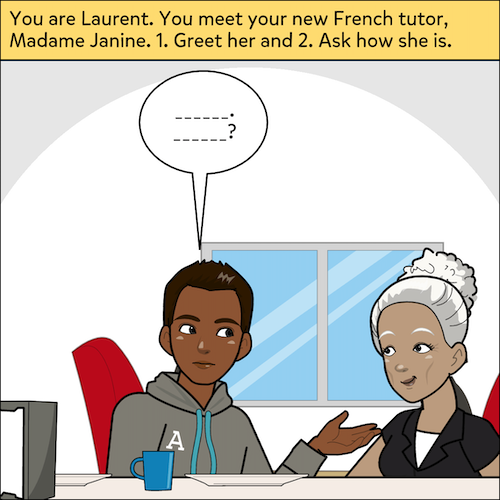 You are Laurent. You meet your new French tutor,
Madame Janine. 1. Greet her and 2. Ask how she is.
______.
______?
A